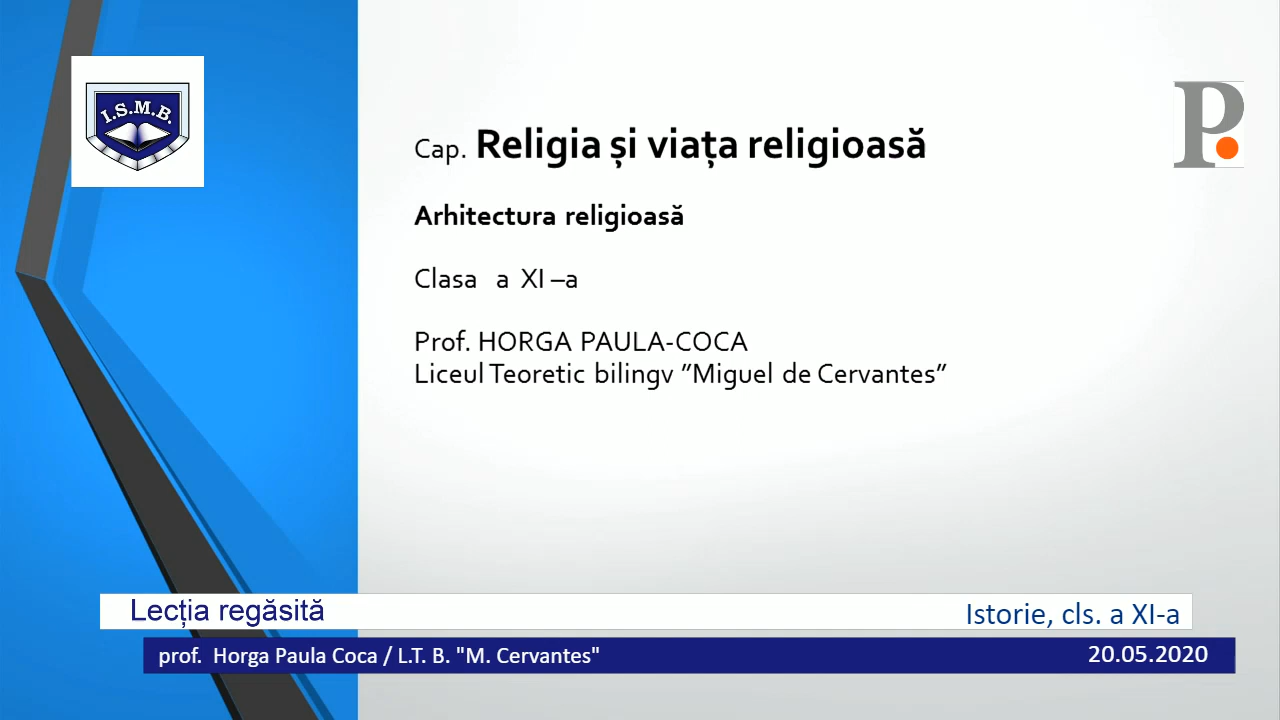 I.S.M.B.
P.
Cap. Religia și viața religioasă
Arhitectura religioasă
Clasa a XI –a
Prof. HORGA PAULA-COCA
Liceul Teoretic bilingv ”Miguel de Cervantes”
Lecția regăsită
Istorie, cls. a XI-a
prof. Horga Paula Coca / L.T. B. "M. Cervantes"
20.05.2020